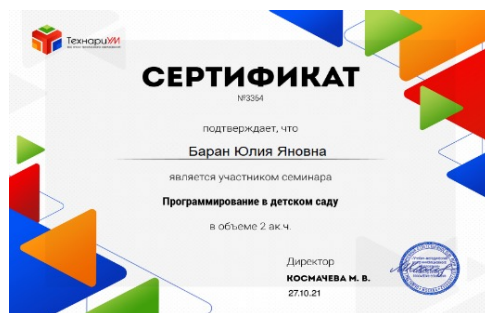 ТехнариУМ
СЕРТИФИКАТ
№3354
подтверждает, что
Баран Юлия Яновна
является участником семинара
Программирование в детском саду
в объеме 2 ак.ч.
Директор
КОСМАЧЕВА М. В.
27.10.21